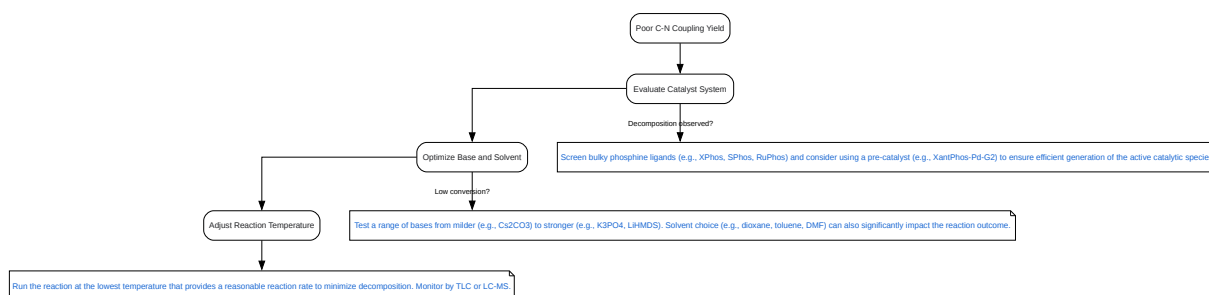 Poor C-N Coupling Yield
Evaluate Catalyst System
Decomposition observed?
Optimize Base and Solvent
Screen bulky phosphine ligands (e.g., XPhos, SPhos, RuPhos) and consider using a pre-catalyst (e.g., XantPhos-Pd-G2) to ensure efficient generation of the active catalytic specie
Low conversion?
Adjust Reaction Temperature
Test a range of bases from milder (e.g., Cs2CO3) to stronger (e.g., K3PO4, LiHMDS). Solvent choice (e.g., dioxane, toluene, DMF) can also significantly impact the reaction outcome.
Run the reaction at the lowest temperature that provides a reasonable reaction rate to minimize decomposition. Monitor by TLC or LC-MS.